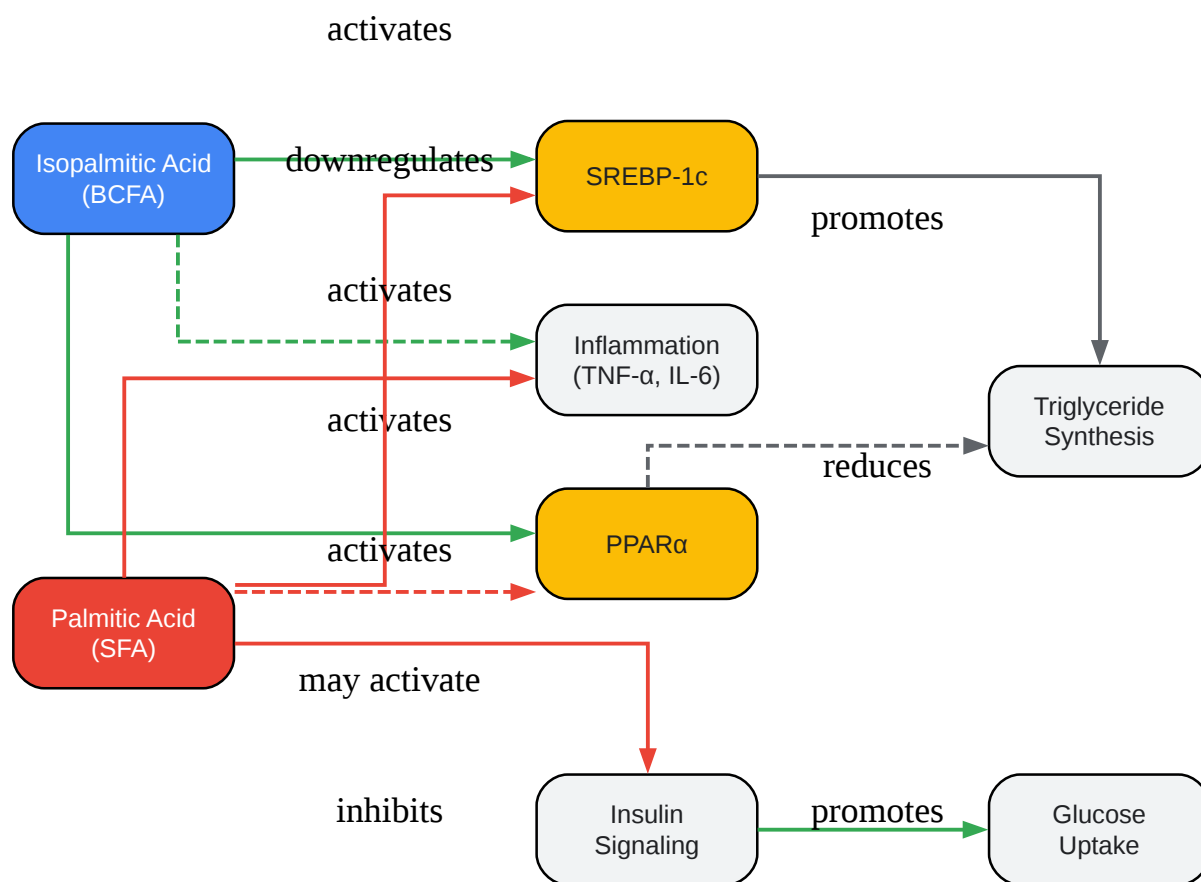 activates
Isopalmitic Acid
(BCFA)
downregulates
SREBP-1c
promotes
activates
Inflammation
(TNF-α, IL-6)
activates
Triglyceride
Synthesis
reduces
PPARα
activates
Palmitic Acid
(SFA)
may activate
inhibits
Insulin
Signaling
promotes
Glucose
Uptake